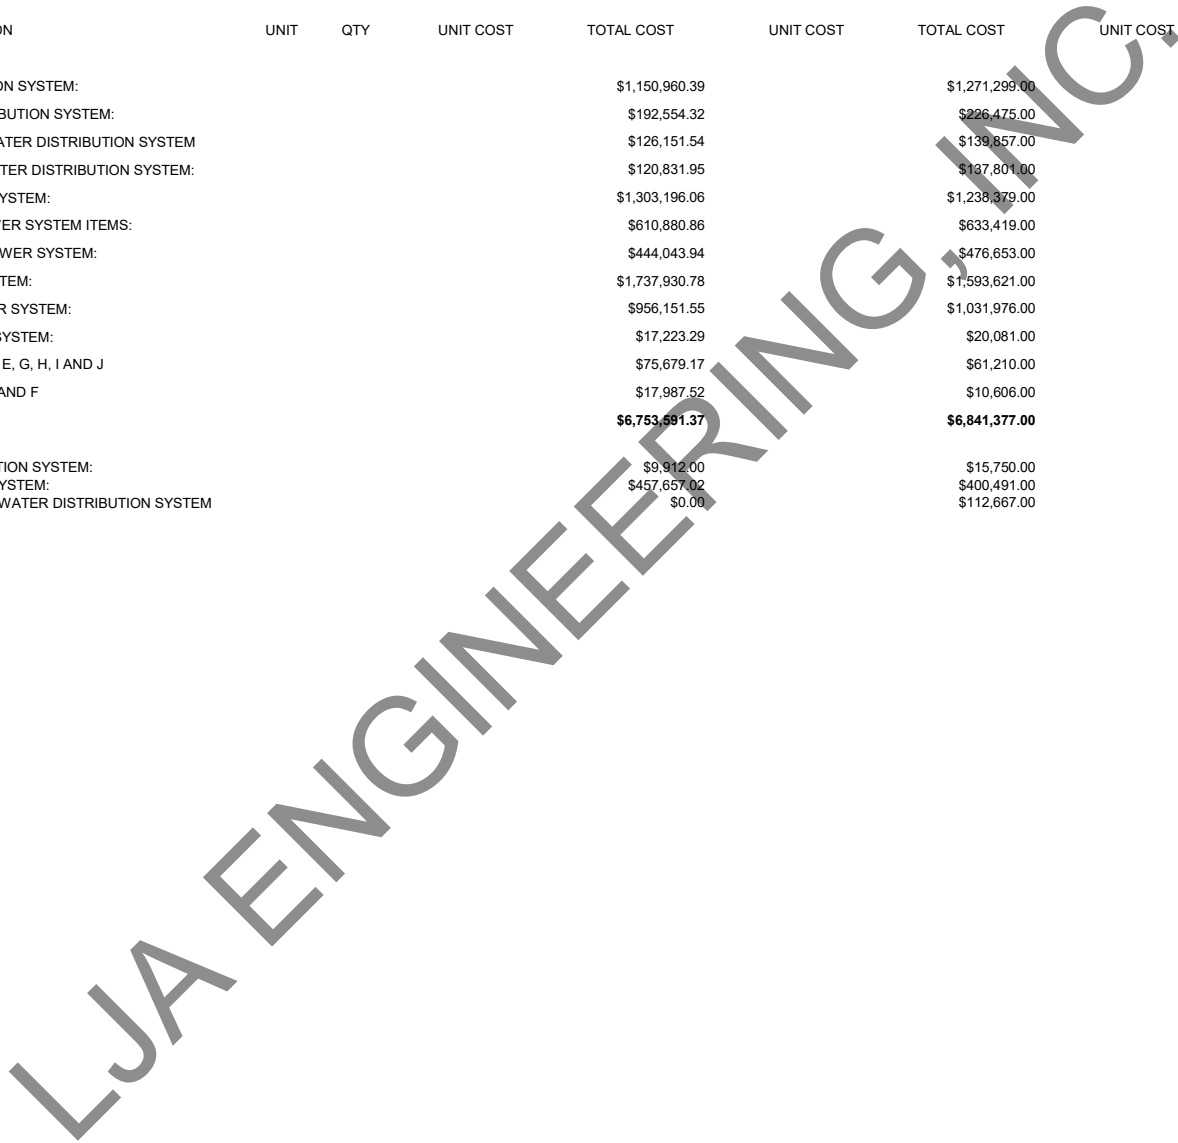 ON UNIT QTY UNIT COST TOTAL COST UNIT COST TOTAL COST UNIT COST
ON SYSTEM: $1,150,960.39 $1,271,299.00
BUTION SYSTEM: $192,554.32 $226,475.00
ATER DISTRIBUTION SYSTEM $126,151.54 $139,857.00
TER DISTRIBUTION SYSTEM: $120,831.95 $137,801.00
YSTEM: $1,303,196.06 $1,238,379.00
ER SYSTEM ITEMS: $610,880.86 $633,419.00
WER SYSTEM: $444,043.94 $476,653.00
TEM: $1,737,930.78 $1,593,621.00
R SYSTEM: $956,151.55 $1,031,976.00
SYSTEM: $17,223.29 $20,081.00
E, G, H, I AND J $75,679.17 $61,210.00
AND F $17,987.52 $10,606.00
$6,753,591.37 $6,841,377.00
TION SYSTEM: $9,912.00 $15,750.00
YSTEM: $457,657.02 $400,491.00
WATER DISTRIBUTION SYSTEM $0.00 $112,667.00
LJA ENGINEERING, INC.